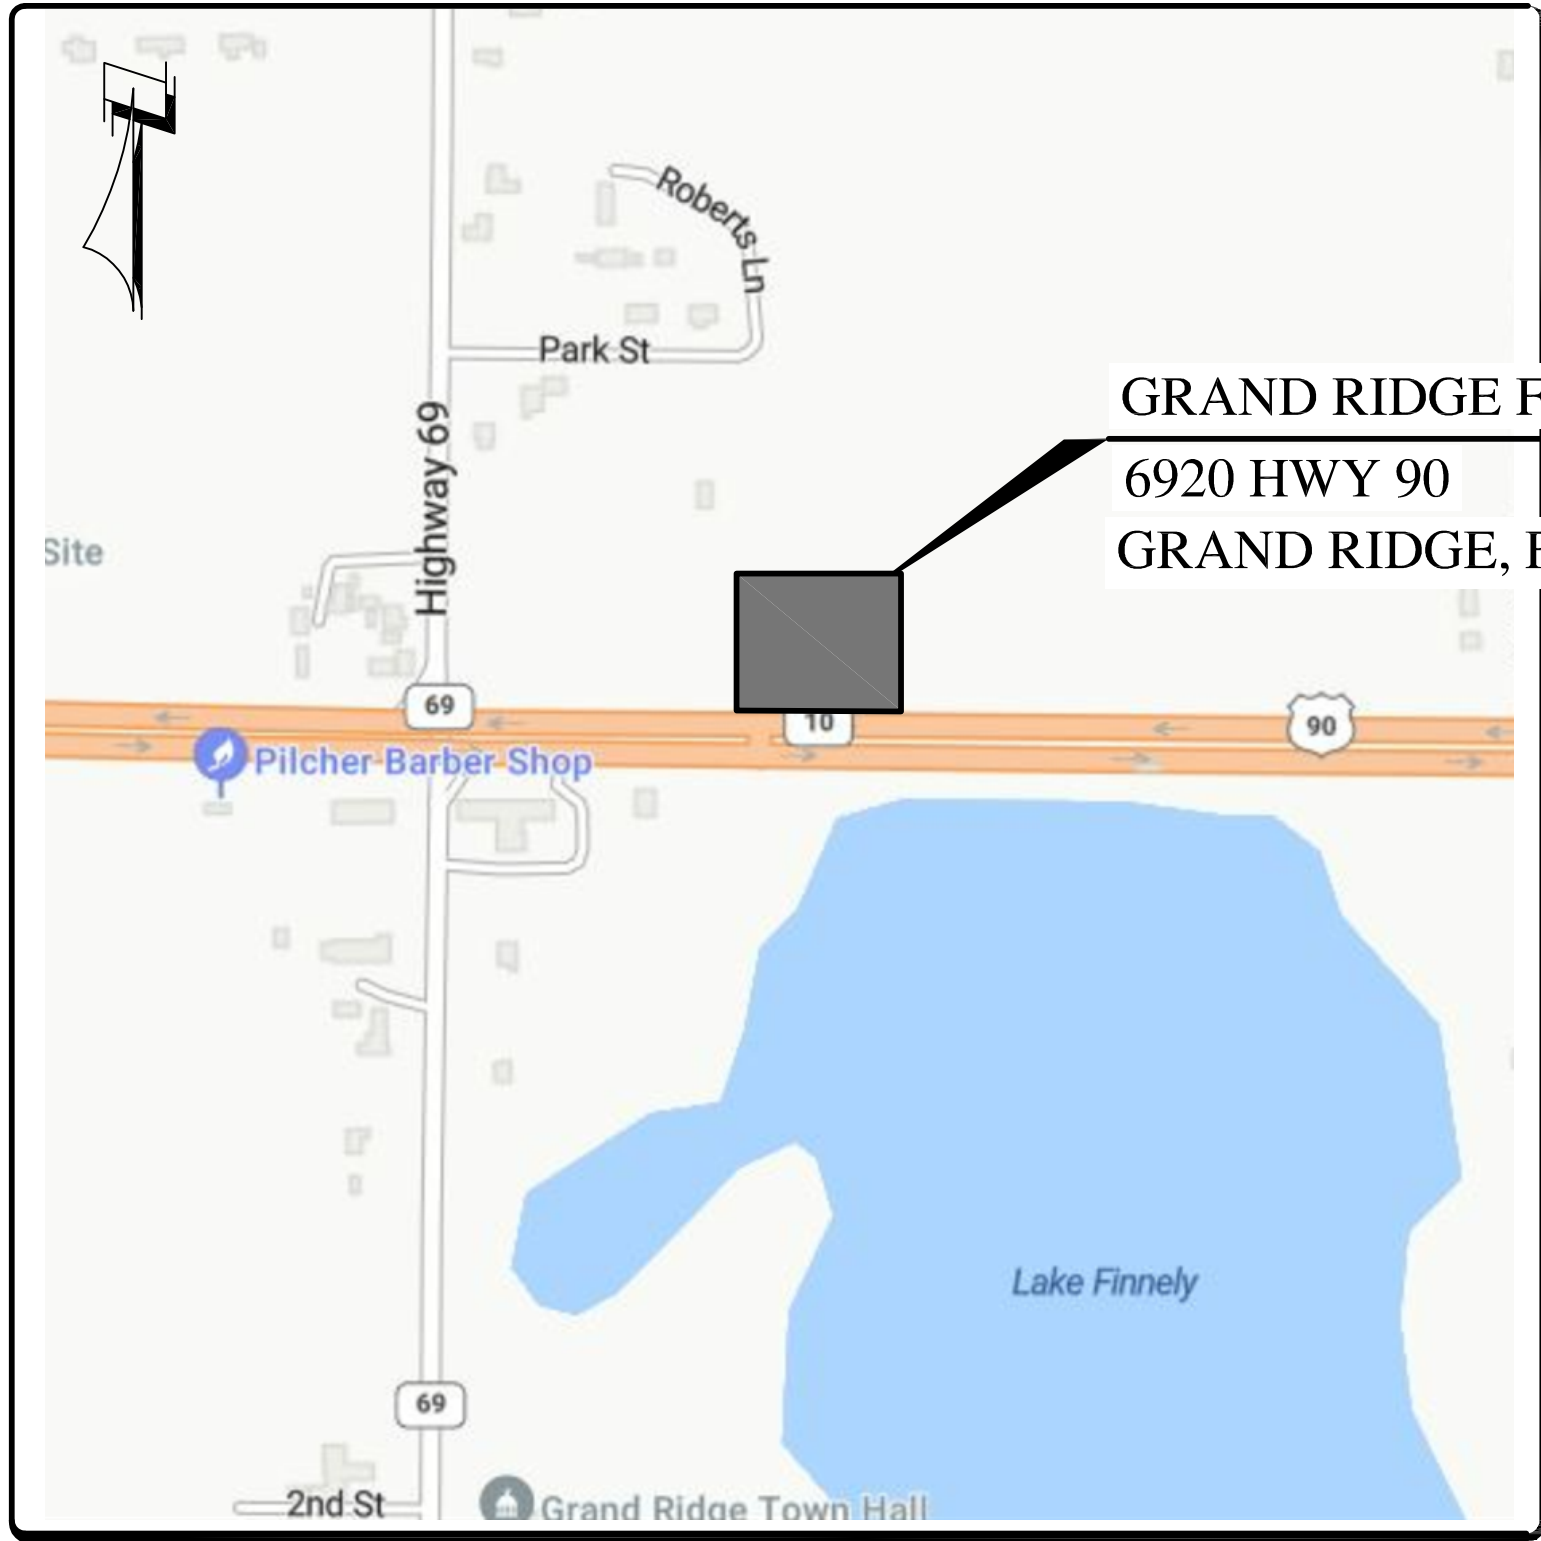 Roberts Ln
Park St
Highway 69
GRAND RIDGE
6920 HWY 90
GRAND RIDGE,
Site
69
10
90
Pilcher Barber Shop
Lake Finnely
69
2nd St
Grand Ridge Town Hall